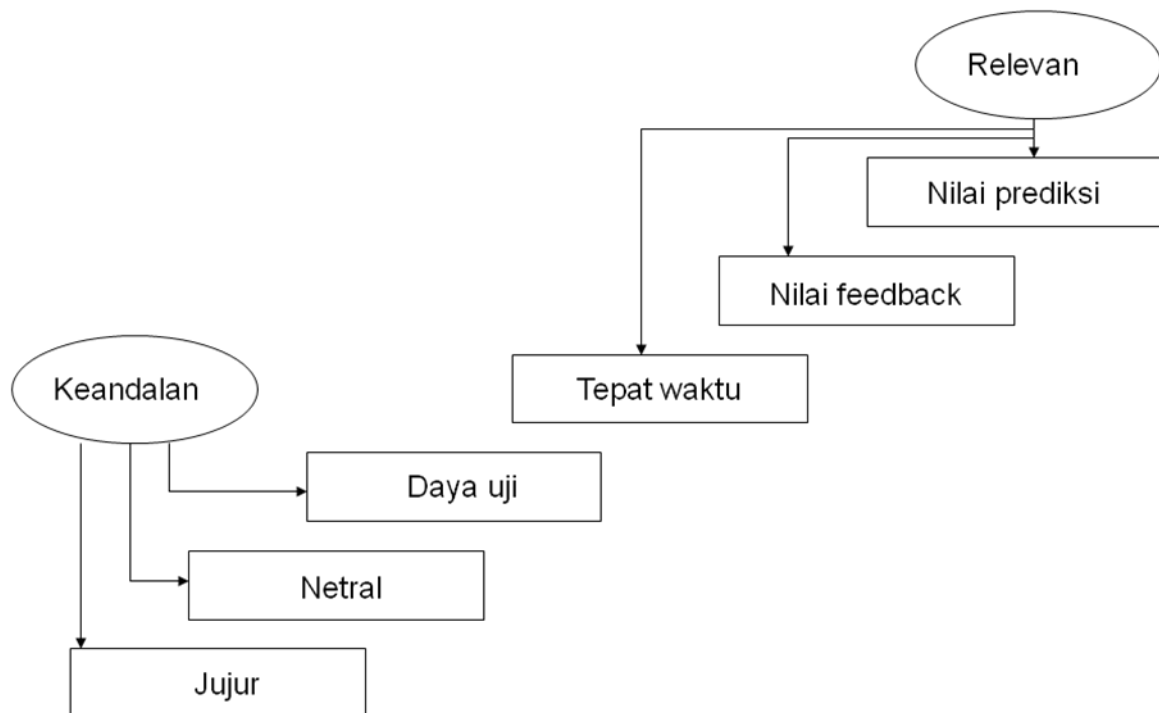 Relevan
Nilai prediksi
Nilai feedback
Tepat waktu
Keandalan
Daya uji
Netral
Jujur